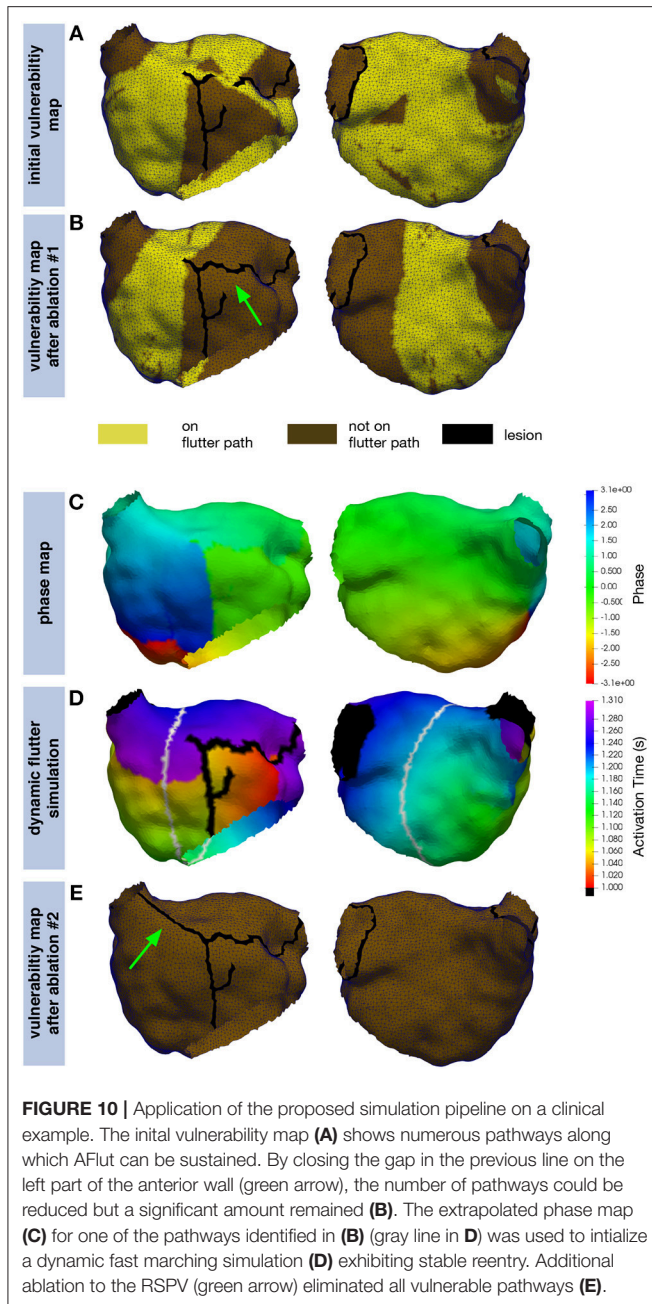 A
initial vulnerability
map
B
vulnerabiltiy map
after ablation #1
on
flutter path
not on
flutter path
lesion
C
phase map
3.1e+00
2.50
2.00
1.50
1.00
0.500
0.00
-0.500
-1.00
-1.50
-2.00
-2.50
-3.1e+00
Phase
D
dynamic flutter
simulation
1.310
1.280
1.260
1.240
1.220
1.200
1.180
1.160
1.140
1.120
1.100
1.080
1.060
1.040
1.020
1.000
Activation Time (s)
E
vulnerabiltiy map
after ablation #2
FIGURE 10 | Application of the proposed simulation pipeline on a clinical
example. The inital vulnerability map (A) shows numerous pathways along
which AFlut can be sustained. By closing the gap in the previous line on the
left part of the anterior wall (green arrow), the number of pathways could be
reduced but a significant amount remained (B). The extrapolated phase map
(C) for one of the pathways identified in (B) (gray line in D) was used to intialize
a dynamic fast marching simulation (D) exhibiting stable reentry. Additional
ablation to the RSPV (green arrow) eliminated all vulnerable pathways (E).